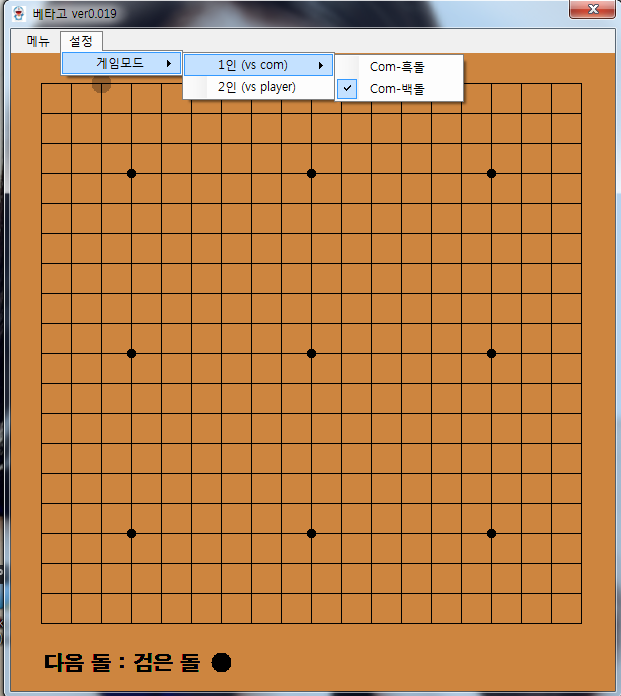 베타고 ver0.019
메뉴 설정
게임모드
1인 (vs com)
2인 (vs player)
Com-흑돌
Com-백돌
다음 돌 : 검은 돌